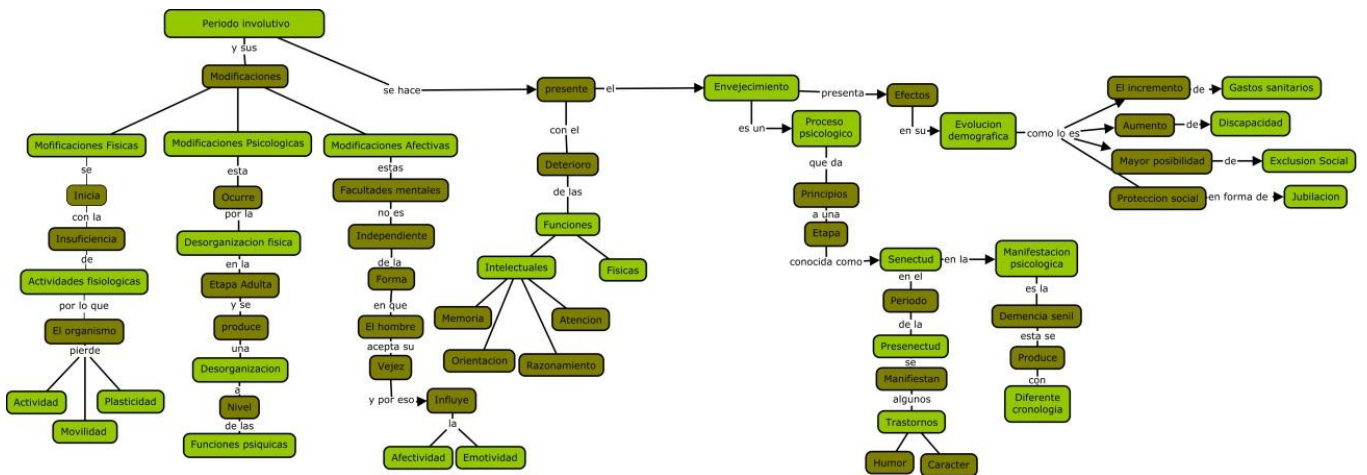 Periodo involutivo
y sus
Modificaciones
Mofificaciones Fisicas
se
Inicia
con la
Insuficiencia
de
Actividades fisiologicas
por lo que
El organismo
pierde
Actividad
Movilidad
Plasticidad
Modificaciones Psicologicas
esta
Ocurre
por la
Desorganizacion fisica
en la
Etapa Adulta
y se
produce
una
Desorganizacion
a
Nivel
de las
Funciones psiquicas
Modificaciones Afectivas
estas
Facultades mentales
no es
Independiente
de la
Forma
en que
El hombre
acepta su
Vejez
y por eso
Influye
la
Afectividad
Emotividad
se hace
presente
con el
Deterioro
de las
Funciones
Intelectuales
Fisicas
Memoria
Orientacion
Razonamiento
Atencion
el
Envejecimiento
es un
Proceso
psicologico
que da
Principios
a una
Etapa
conocida como
Senectud
en el
Periodo
de la
Presenectud
se
Manifiestan
algunos
Trastornos
Humor
Caracter
en la
Manifestacion
psicologica
es la
Demencia senil
esta se
Produce
con
Diferente
cronologia
presenta
Efectos
en su
Evolucion
demografica
como lo es
El incremento
de
Gastos sanitarios
Aumento
de
Discapacidad
Mayor posibilidad
de
Exclusion Social
Proteccion social
en forma de
Jubilacion